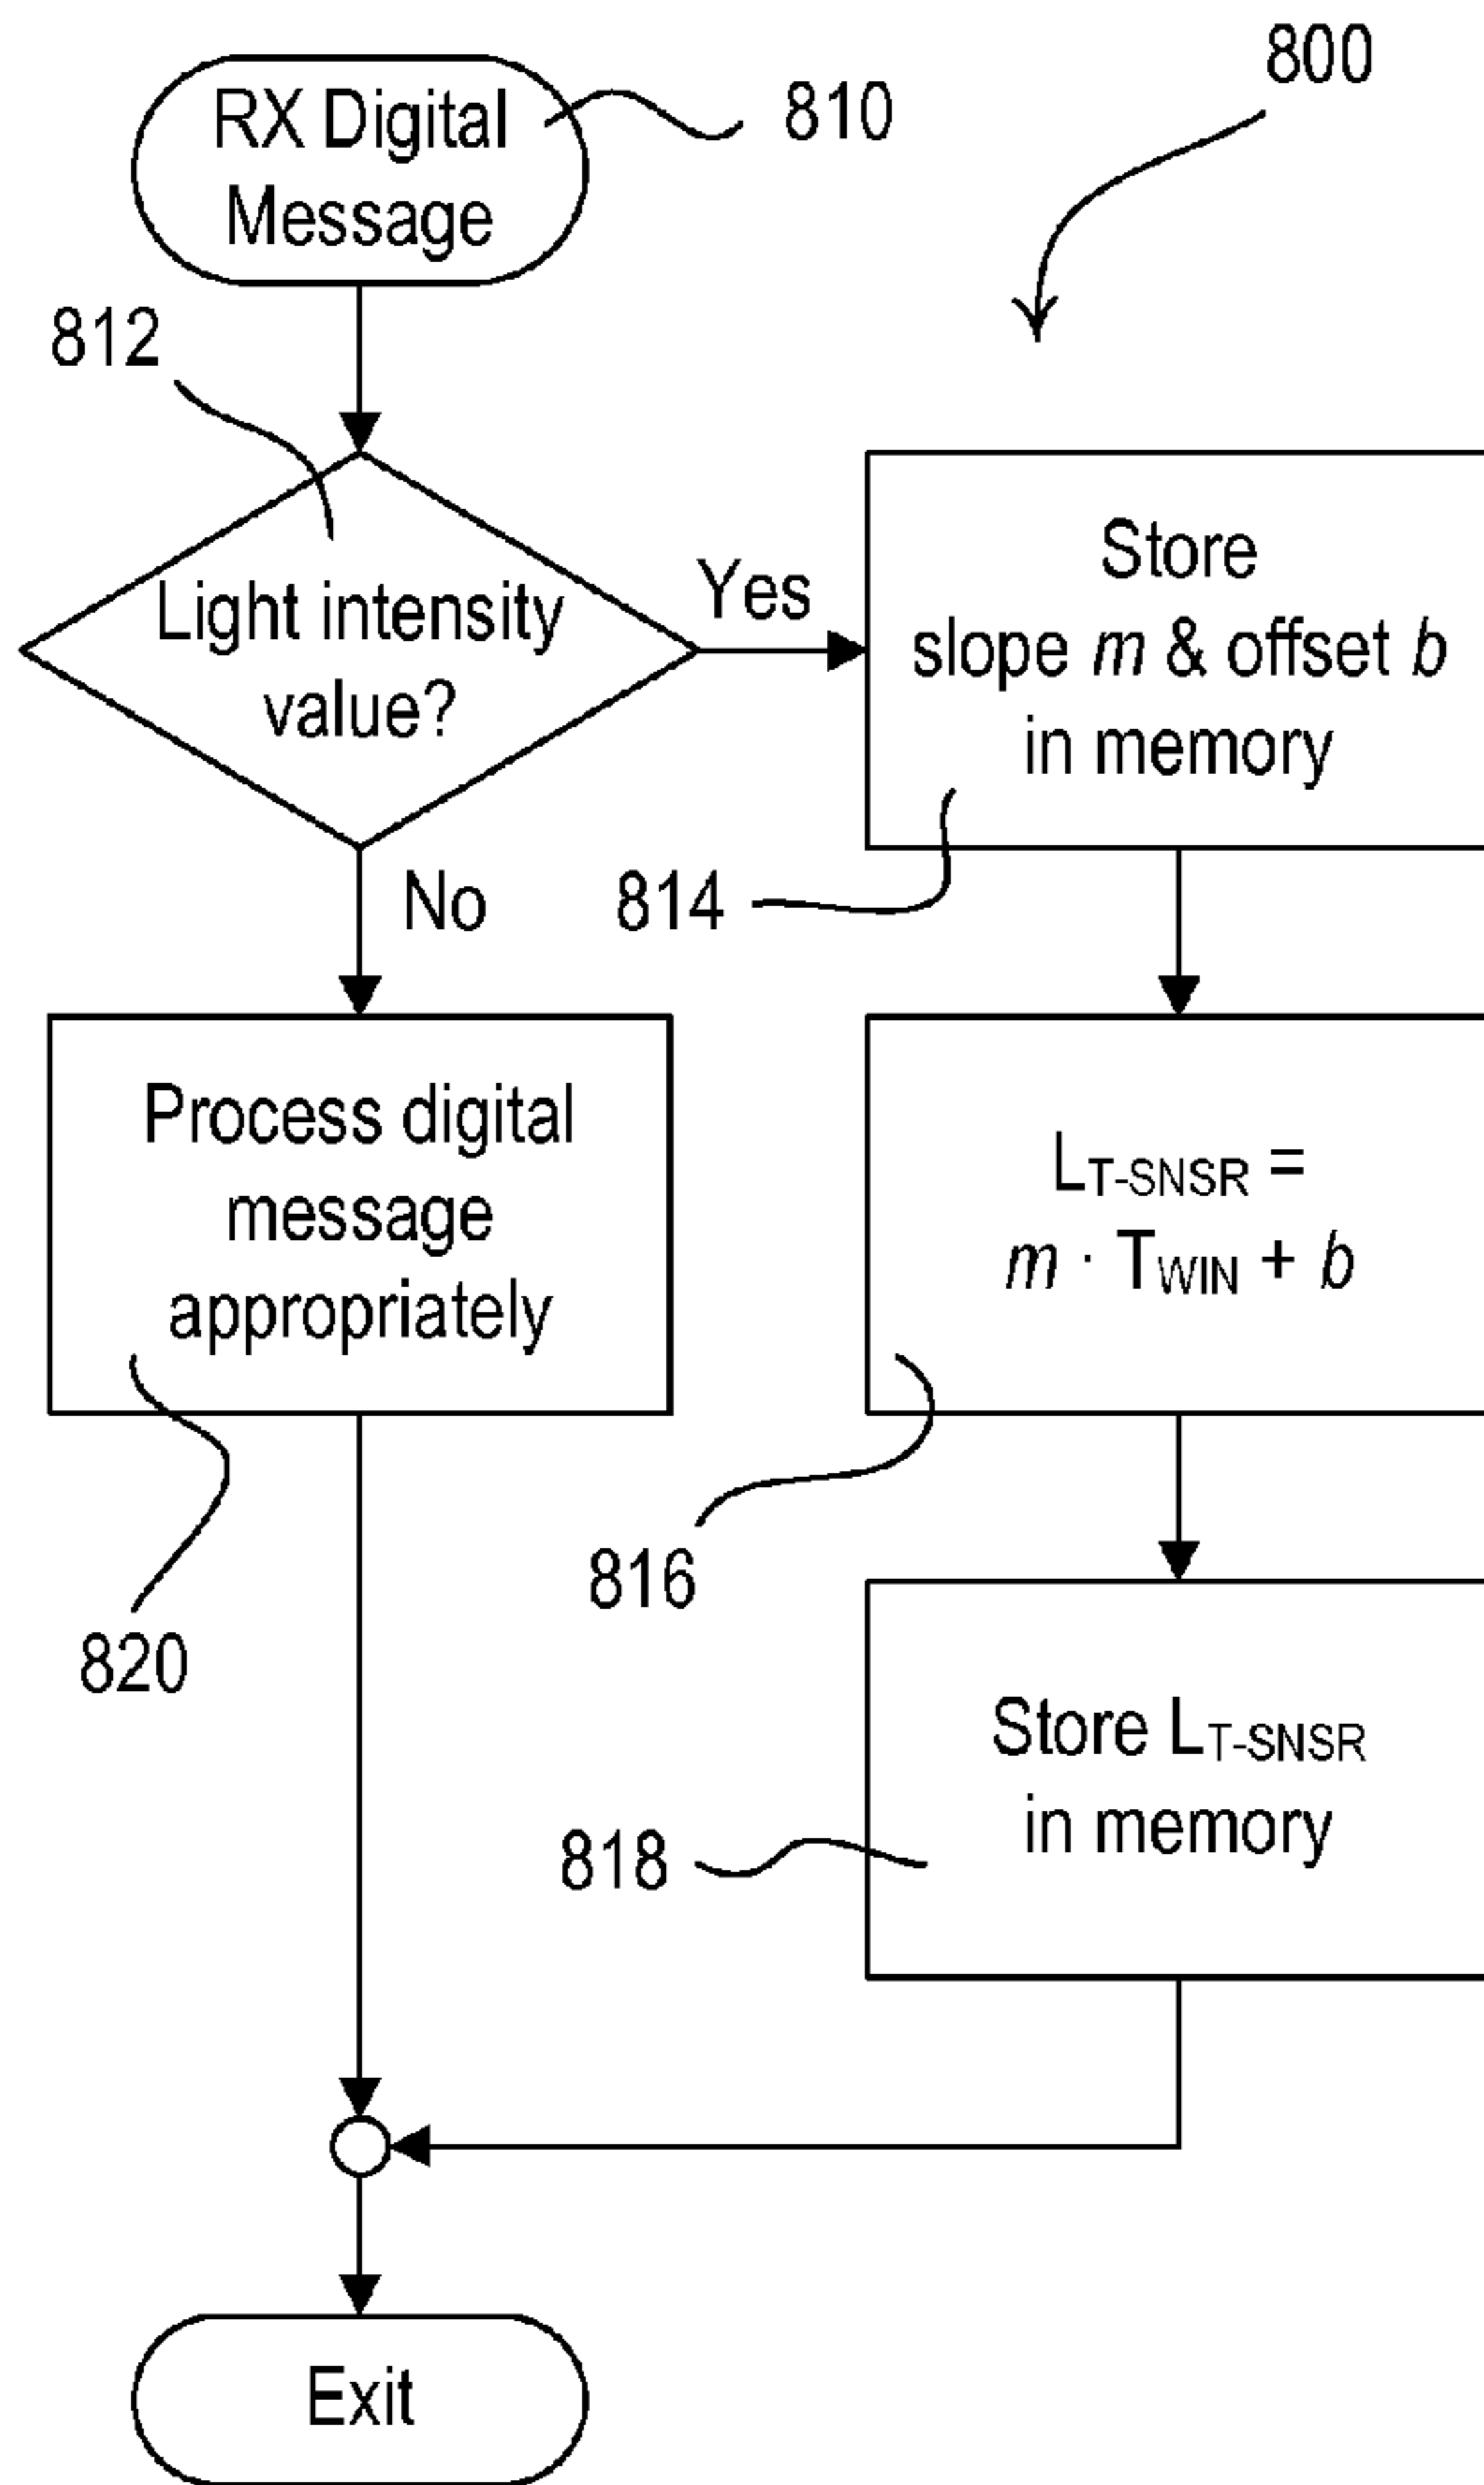 800
RX Digital
Message
810
812
Light intensity
value?
Yes
No
Store
slope m & offset b
in memory
814
Process digital
message
appropriately
820
LT-SNSR =
m · TWIN + b
816
Store LT-SNSR
in memory
818
Exit